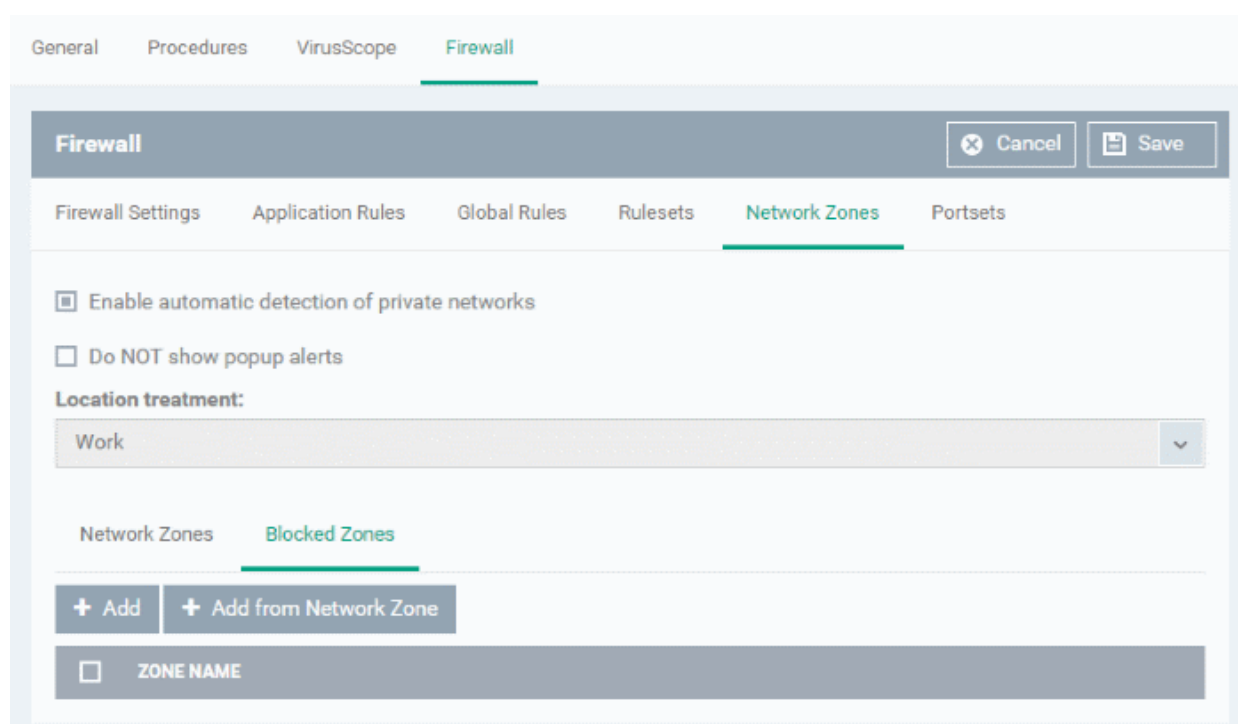 General Procedures VirusScope Firewall
Firewall Cancel Save
Firewall Settings Application Rules Global Rules Rulesets Network Zones Portsets
Enable automatic detection of private networks
Do NOT show popup alerts
Location treatment:
Work
Network Zones Blocked Zones
+ Add + Add from Network Zone
ZONE NAME